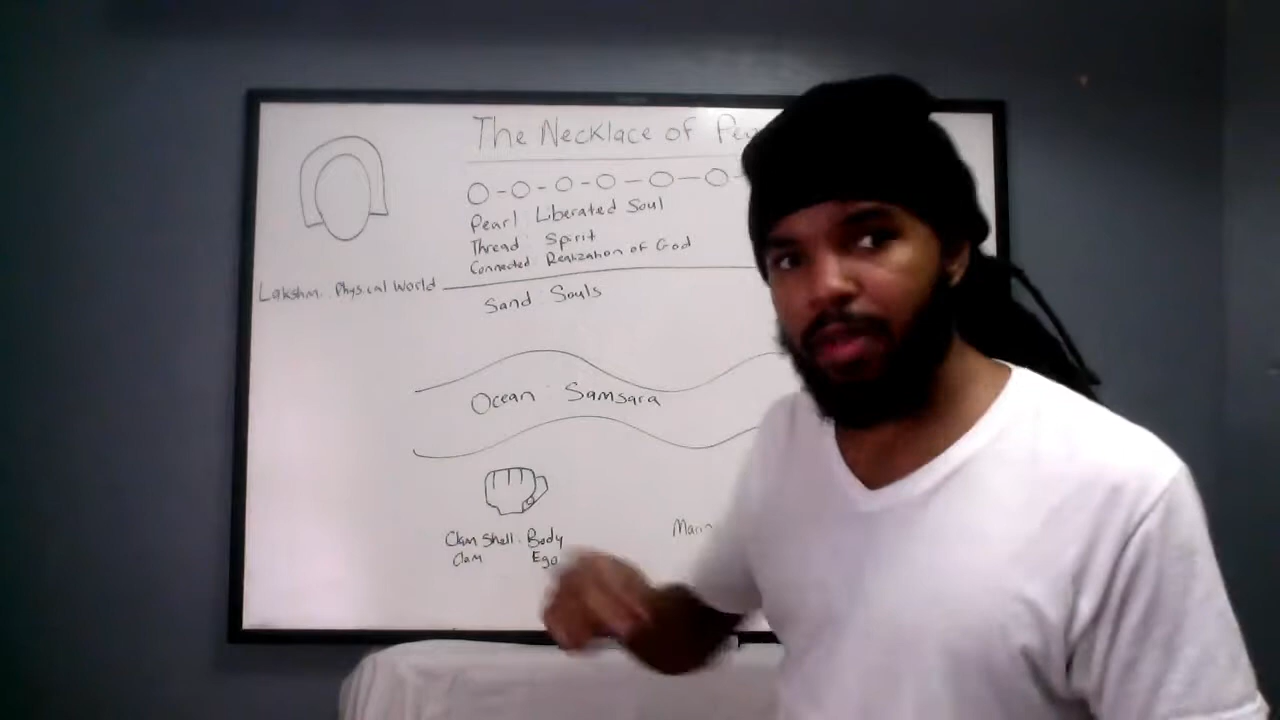 The Necklace of
Pearl Liberated Soul
Thread Spirit
Connected Realization of God
Lakshmi Physical World
Sand Souls
Ocean Samsara
Clam Shell Body
Clam Ego